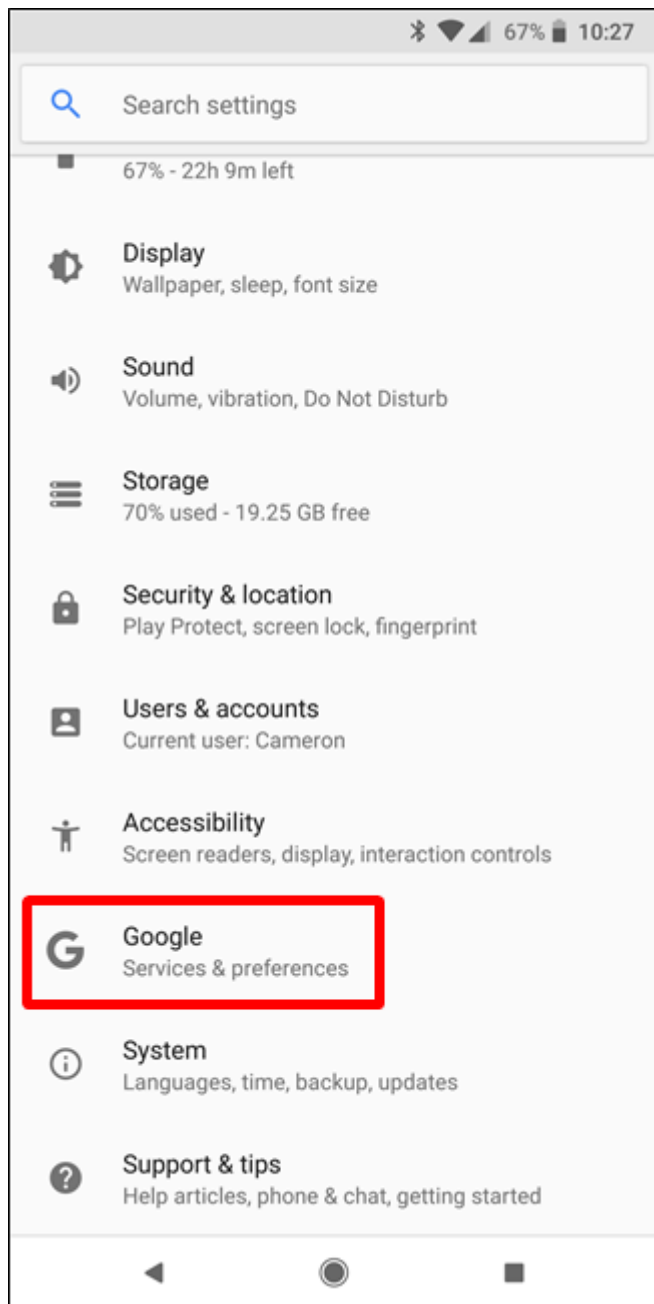 67% 10:27
Search settings
67% - 22h 9m left
Display
Wallpaper, sleep, font size
Sound
Volume, vibration, Do Not Disturb
Storage
70% used - 19.25 GB free
Security & location
Play Protect, screen lock, fingerprint
Users & accounts
Current user: Cameron
Accessibility
Screen readers, display, interaction controls
Google
Services & preferences
System
Languages, time, backup, updates
Support & tips
Help articles, phone & chat, getting started